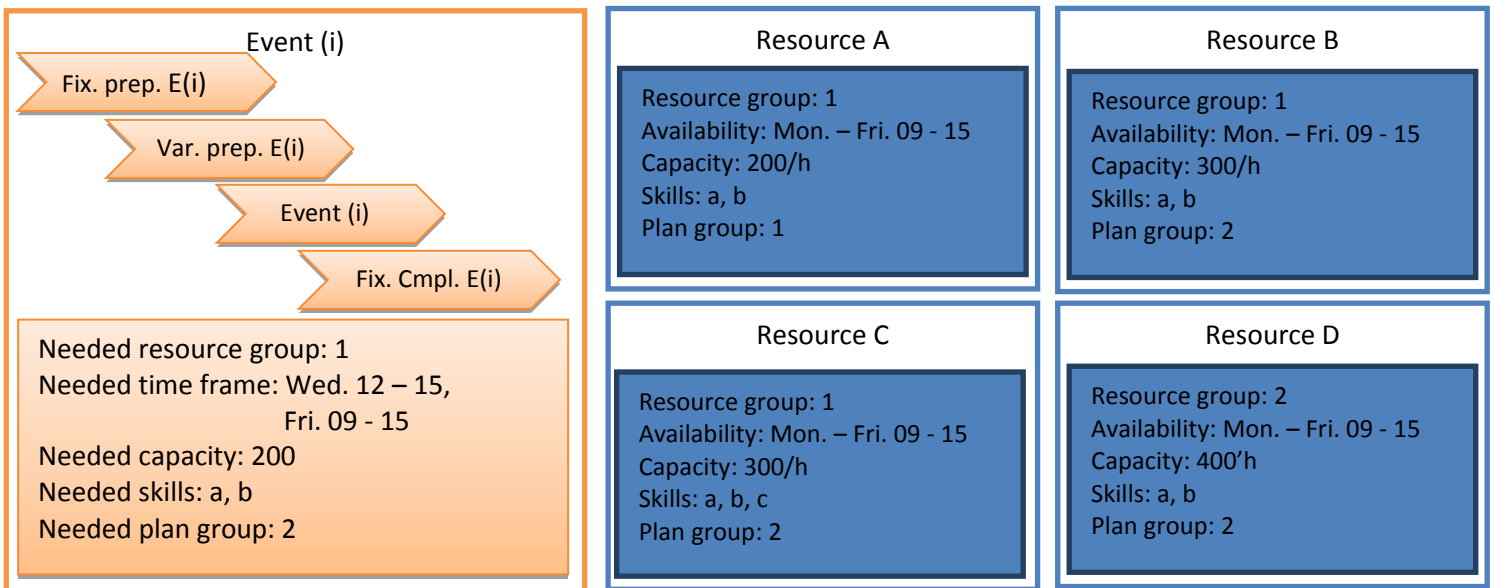 Event (i)
Fix. prep. E(i)
Var. prep. E(i)
Event (i)
Fix. Cmpl. E(i)
Needed resource group: 1
Needed time frame: Wed. 12 – 15,
Fri. 09 - 15
Needed capacity: 200
Needed skills: a, b
Needed plan group: 2
Resource A
Resource group: 1
Availability: Mon. – Fri. 09 - 15
Capacity: 200/h
Skills: a, b
Plan group: 1
Resource B
Resource group: 1
Availability: Mon. – Fri. 09 - 15
Capacity: 300/h
Skills: a, b
Plan group: 2
Resource C
Resource group: 1
Availability: Mon. – Fri. 09 - 15
Capacity: 300/h
Skills: a, b, c
Plan group: 2
Resource D
Resource group: 2
Availability: Mon. – Fri. 09 - 15
Capacity: 400’h
Skills: a, b
Plan group: 2